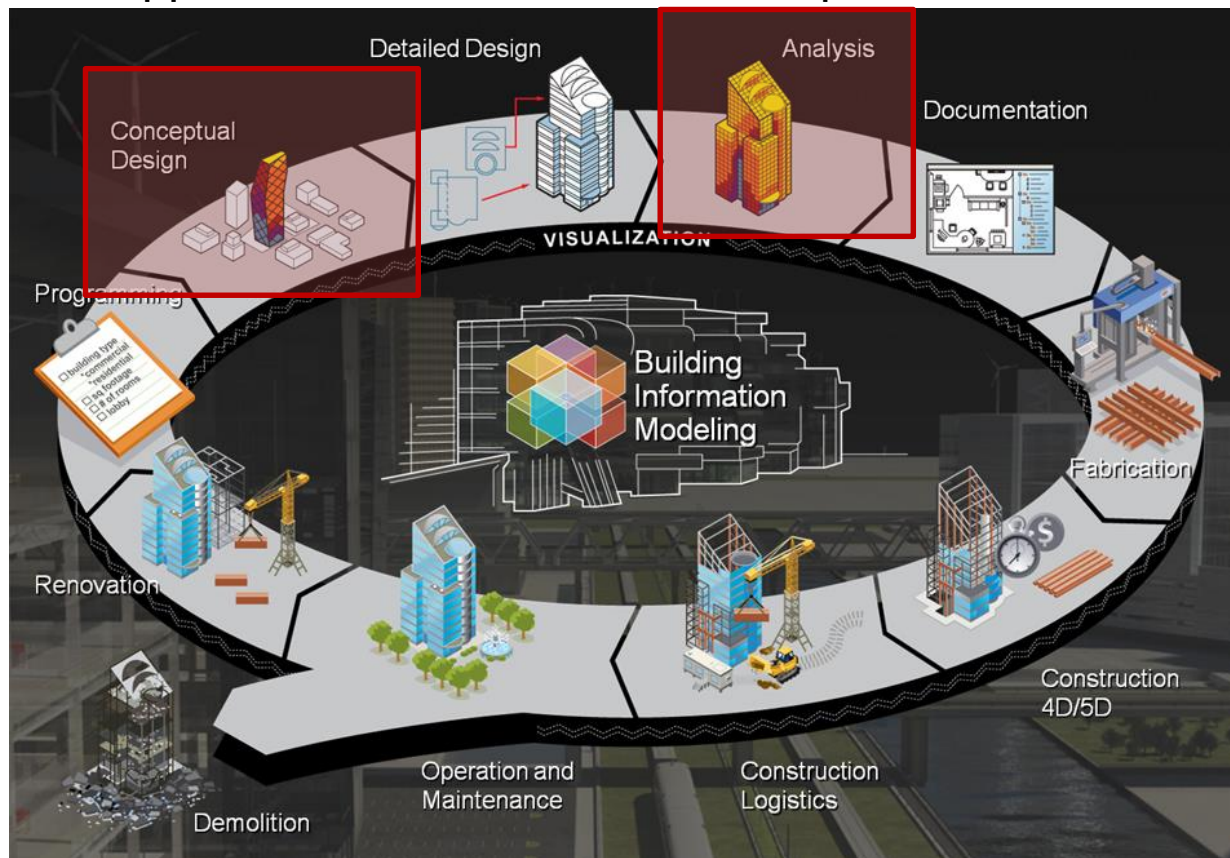 Detailed Design
Analysis
Conceptual
Design
Documentation
VISUALIZATION
Programming
building type
*commercial
*residential
sq footage
# of rooms
lobby
Building
Information
Modeling
Fabrication
$
Renovation
Construction
4D/5D
Operation and
Maintenance
Construction
Logistics
Demolition